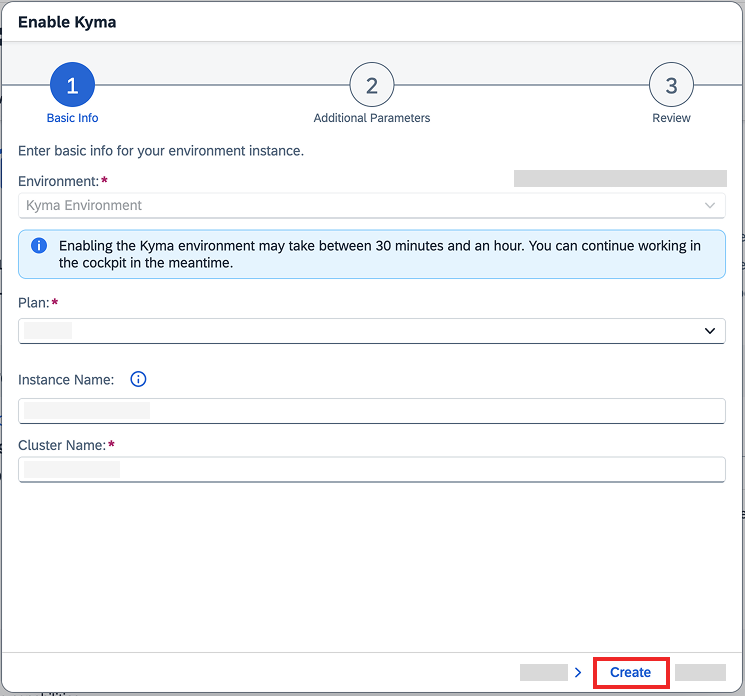 Enable Kyma
1
2
3
Basic Info
Additional Parameters
Review
Enter basic info for your environment instance.
Environment:*
Kyma Environment
Enabling the Kyma environment may take between 30 minutes and an hour. You can continue working in
the cockpit in the meantime.
Plan:*
Instance Name:
Cluster Name:*
Create